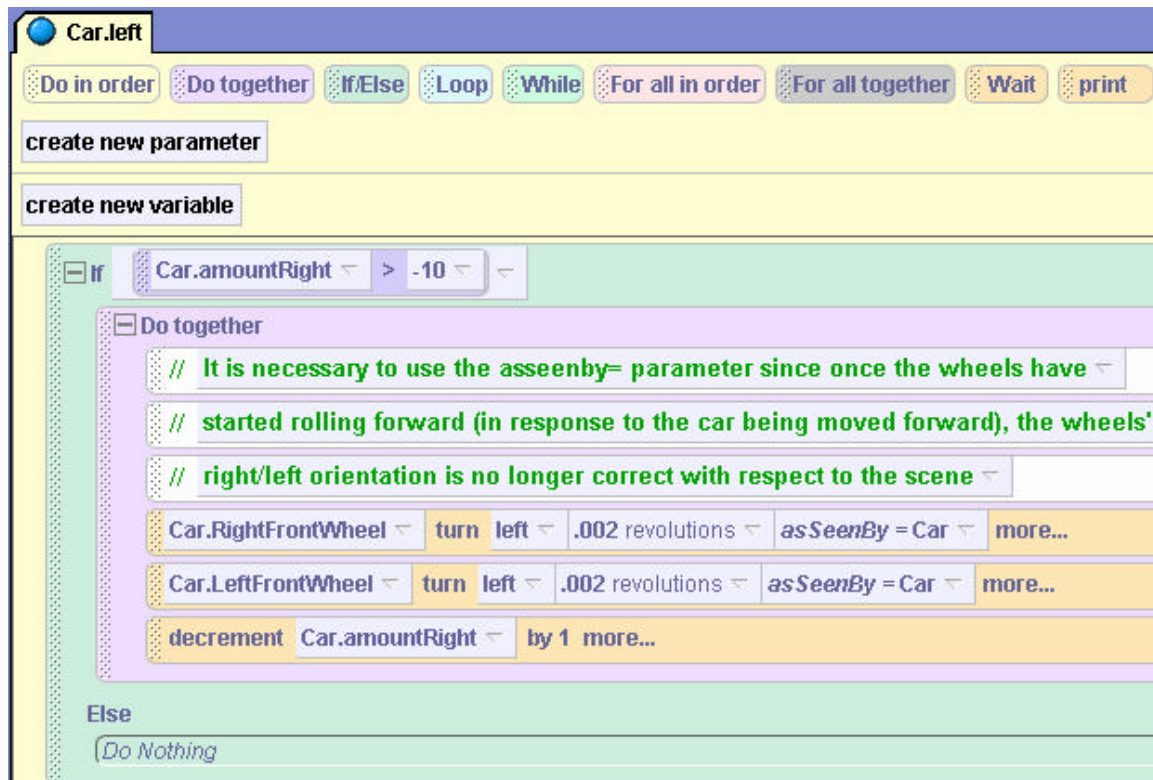 Car.left
Do in order Do together If/Else Loop While For all in order For all together Wait print
create new parameter
create new variable
If Car.amountRight > -10
Do together
// It is necessary to use the asseenby= parameter since once the wheels have
// started rolling forward (in response to the car being moved forward), the wheels'
// right/left orientation is no longer correct with respect to the scene
Car.RightFrontWheel turn left .002 revolutions asSeenBy = Car more...
Car.LeftFrontWheel turn left .002 revolutions asSeenBy = Car more...
decrement Car.amountRight by 1 more...
Else
Do Nothing